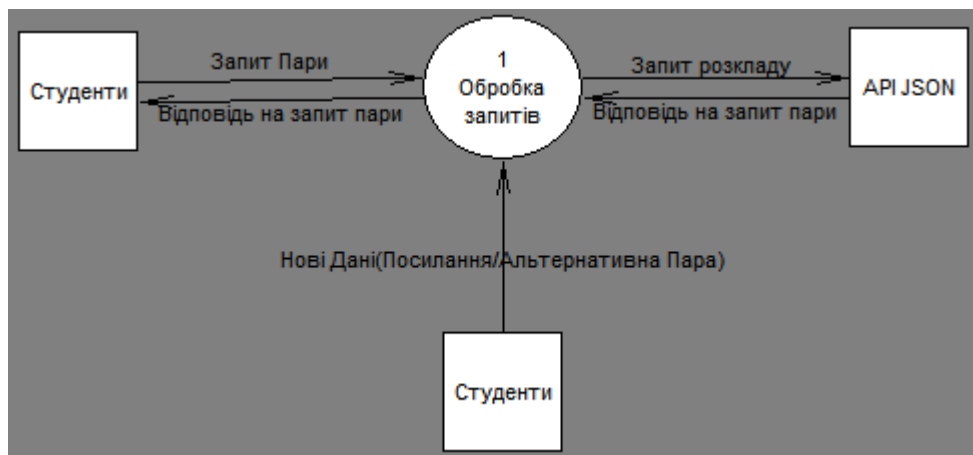 Студенти
Запит Пари
Відповідь на запит пари
1
Обробка
запитів
Запит розкладу
Відповідь на запит пари
API JSON
Нові Дані(Посилання/Альтернативна Пара)
Студенти